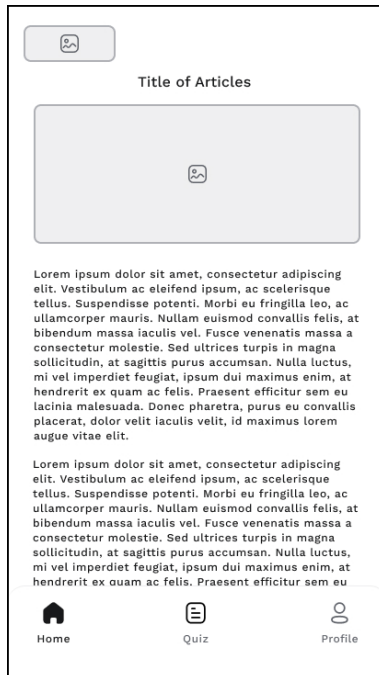 Title of Articles
Lorem ipsum dolor sit amet, consectetur adipiscing
elit. Vestibulum ac eleifend ipsum, ac scelerisque
tellus. Suspendisse potenti. Morbi eu fringilla leo, ac
ullamcorper mauris. Nullam euismod convallis felis, at
bibendum massa iaculis vel. Fusce venenatis massa a
consectetur molestie. Sed ultrices turpis in magna
sollicitudin, at sagittis purus accumsan. Nulla luctus,
mi vel imperdiet feugiat, ipsum dui maximus enim, at
hendrerit ex quam ac felis. Praesent efficitur sem eu
lacinia malesuada. Donec pharetra, purus eu convallis
placerat, dolor velit iaculis velit, id maximus lorem
augue vitae elit.
Lorem ipsum dolor sit amet, consectetur adipiscing
elit. Vestibulum ac eleifend ipsum, ac scelerisque
tellus. Suspendisse potenti. Morbi eu fringilla leo, ac
ullamcorper mauris. Nullam euismod convallis felis, at
bibendum massa iaculis vel. Fusce venenatis massa a
consectetur molestie. Sed ultrices turpis in magna
sollicitudin, at sagittis purus accumsan. Nulla luctus,
mi vel imperdiet feugiat, ipsum dui maximus enim, at
hendrerit ex quam ac felis. Praesent efficitur sem eu
Home
Quiz
Profile